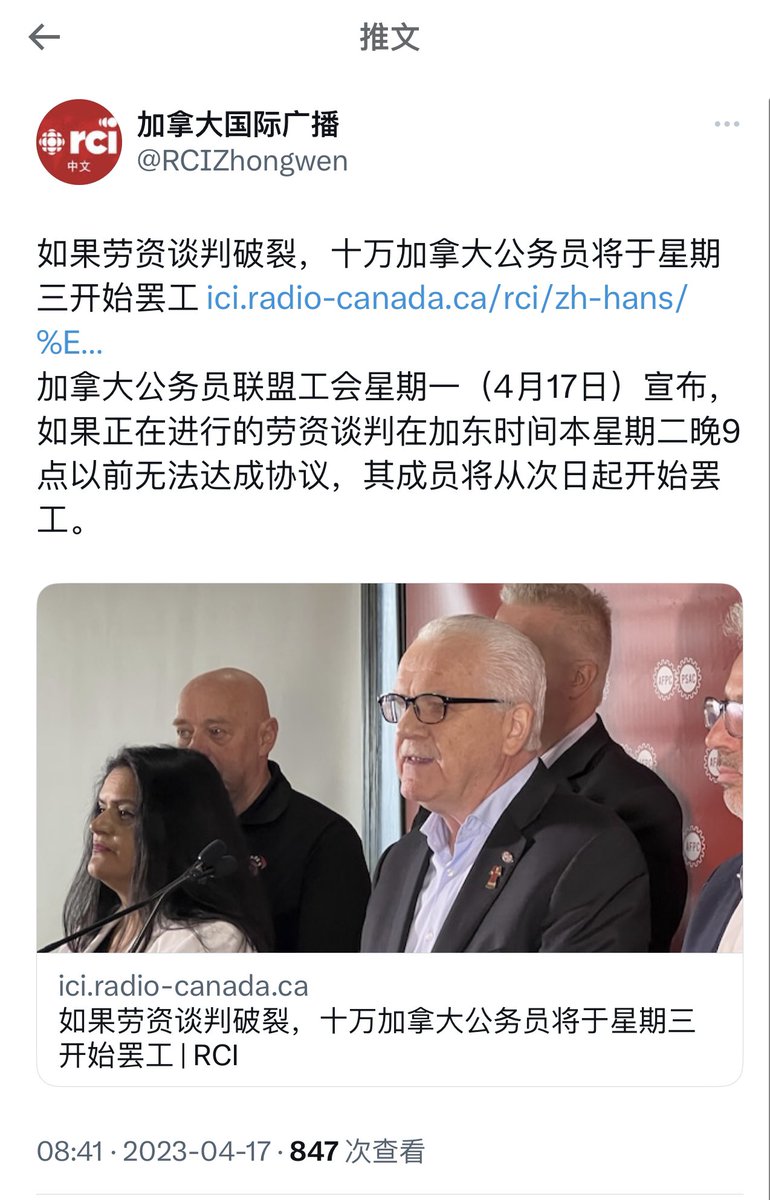 推文
加拿大国际广播
@RCIZhongwen
rci
中文
如果劳资谈判破裂，十万加拿大公务员将于星期
三开始罢工 ici.radio-canada.ca/rci/zh-hans/
%E...
加拿大公务员联盟工会星期一（4月17日）宣布，
如果正在进行的劳资谈判在加东时间本星期二晚9
点以前无法达成协议，其成员将从次日起开始罢
工。
AFPC PSAC
AFPC
ici.radio-canada.ca
如果劳资谈判破裂，十万加拿大公务员将于星期三
开始罢工 | RCI
08:41 · 2023-04-17 · 847 次查看